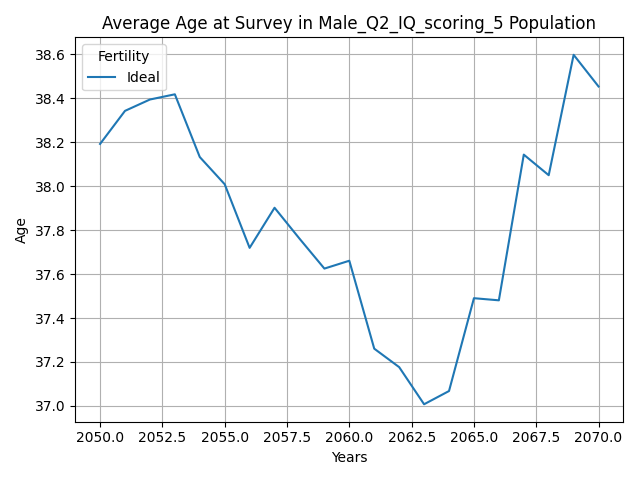 Average Age at Survey in Male_Q2_IQ_scoring_5 Population
Fertility
Ideal
38.6
38.4
38.2
38.0
37.8
37.6
37.4
37.2
37.0
Age
2050.0 2052.5 2055.0 2057.5 2060.0 2062.5 2065.0 2067.5 2070.0
Years